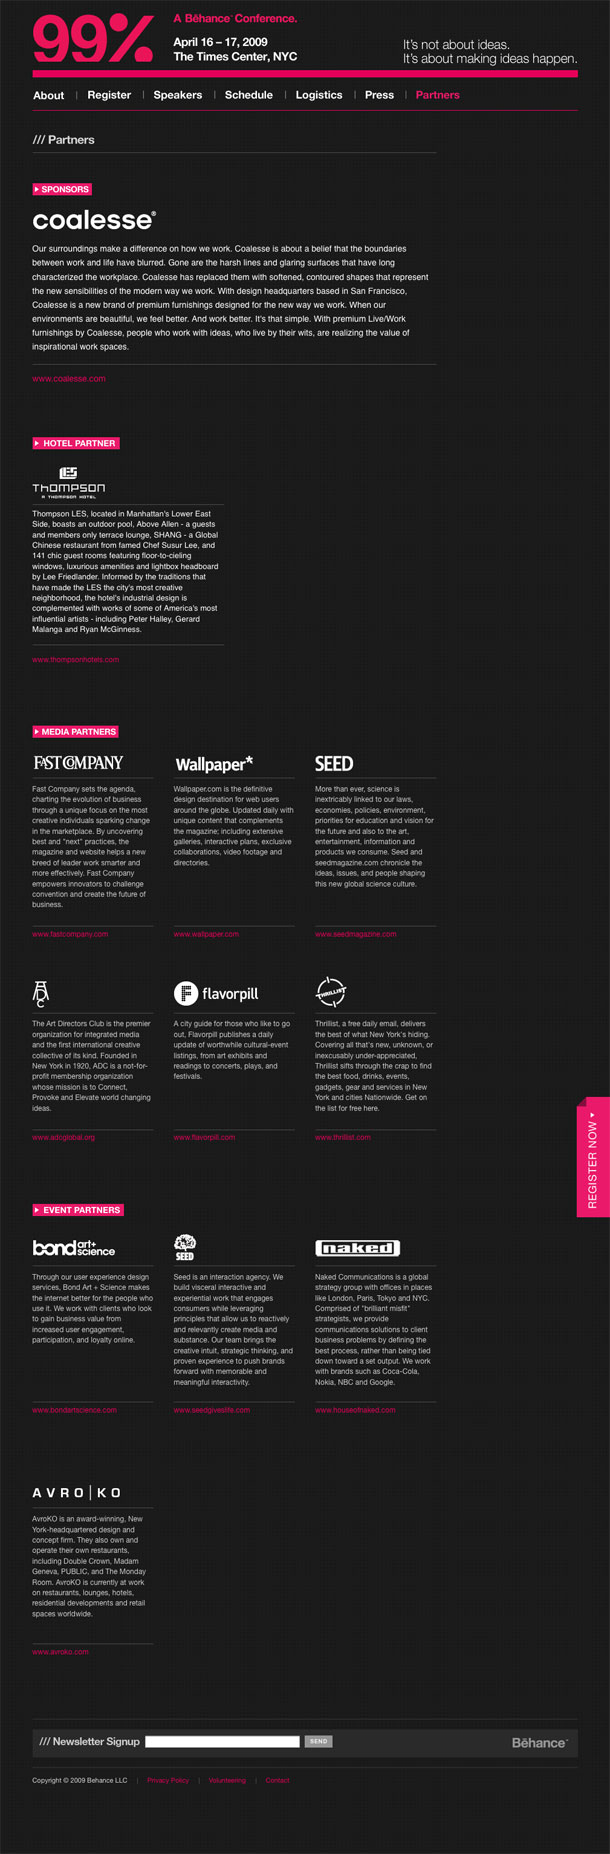 99%
A Bēhance™ Conference.
April 16 – 17, 2009
The Times Center, NYC
It's not about ideas.
It's about making ideas happen.
About | Register | Speakers | Schedule | Logistics | Press | Partners
/// Partners
SPONSORS
coalesse®
Our surroundings make a difference on how we work. Coalesse is about a belief that the boundaries
between work and life have blurred. Gone are the harsh lines and glaring surfaces that have long
characterized the workplace. Coalesse has replaced them with softened, contoured shapes that represent
the new sensibilities of the modern way we work. With design headquarters based in San Francisco,
Coalesse is a new brand of premium furnishings designed for the new way we work. When our
environments are beautiful, we feel better. And work better. It's that simple. With premium Live/Work
furnishings by Coalesse, people who work with ideas, who live by their wits, are realizing the value of
inspirational work spaces.
www.coalesse.com
HOTEL PARTNER
LES
THOMPSON
A THOMPSON HOTEL
Thompson LES, located in Manhattan's Lower East
Side, boasts an outdoor pool, Above Allen - a guests
and members only terrace lounge, SHANG - a Global
Chinese restaurant from famed Chef Susur Lee, and
141 chic guest rooms featuring floor-to-cieling
windows, luxurious amenities and lightbox headboard
by Lee Friedlander. Informed by the traditions that
have made the LES the city's most creative
neighborhood, the hotel's industrial design is
complemented with works of some of America's most
influential artists - including Peter Halley, Gerard
Malanga and Ryan McGinness.
www.thompsonhotels.com
MEDIA PARTNERS
FAST COMPANY
Fast Company sets the agenda,
charting the evolution of business
through a unique focus on the most
creative individuals sparking change
in the marketplace. By uncovering
best and "next" practices, the
magazine and website helps a new
breed of leader work smarter and
more effectively. Fast Company
empowers innovators to challenge
convention and create the future of
business.
www.fastcompany.com
Wallpaper*
Wallpaper.com is the definitive
design destination for web users
around the globe. Updated daily with
unique content that complements
the magazine; including extensive
galleries, interactive plans, exclusive
collaborations, video footage and
directories.
www.wallpaper.com
SEED
More than ever, science is
inextricably linked to our laws,
economies, policies, environment,
priorities for education and vision for
the future and also to the art,
entertainment, information and
products we consume. Seed and
seedmagazine.com chronicle the
ideas, issues, and people shaping
this new global science culture.
www.seedmagazine.com
ADC
The Art Directors Club is the premier
organization for integrated media
and the first international creative
collective of its kind. Founded in
New York in 1920, ADC is a not-for-
profit membership organization
whose mission is to Connect,
Provoke and Elevate world changing
ideas.
www.adcglobal.org
F flavorpill
A city guide for those who like to go
out, Flavorpill publishes a daily
update of worthwhile cultural-event
listings, from art exhibits and
readings to concerts, plays, and
festivals.
www.flavorpill.com
THRILLIST
Thrillist, a free daily email, delivers
the best of what New York's hiding.
Covering all that's new, unknown, or
inexcusably under-appreciated,
Thrillist sifts through the crap to find
the best food, drinks, events,
gadgets, gear and services in New
York and cities Nationwide. Get on
the list for free here.
www.thrillist.com
REGISTER NOW
EVENT PARTNERS
bond art+
science
Through our user experience design
services, Bond Art + Science makes
the internet better for the people who
use it. We work with clients who look
to gain business value from
increased user engagement,
participation, and loyalty online.
www.bondartscience.com
SEED
Seed is an interaction agency. We
build visceral interactive and
experiential work that engages
consumers while leveraging
principles that allow us to reactively
and relevantly create media and
substance. Our team brings the
creative intuit, strategic thinking, and
proven experience to push brands
forward with memorable and
meaningful interactivity.
www.seedgiveslife.com
naked
Naked Communications is a global
strategy group with offices in places
like London, Paris, Tokyo and NYC.
Comprised of "brilliant misfit"
strategists, we provide
communications solutions to client
business problems by defining the
best process, rather than being tied
down toward a set output. We work
with brands such as Coca-Cola,
Nokia, NBC and Google.
www.houseofnaked.com
AVRO|KO
AvroKO is an award-winning, New
York-headquartered design and
concept firm. They also own and
operate their own restaurants,
including Double Crown, Madam
Geneva, PUBLIC, and The Monday
Room. AvroKO is currently at work
on restaurants, lounges, hotels,
residential developments and retail
spaces worldwide.
www.avroko.com
/// Newsletter Signup SEND Bēhance™
Copyright © 2009 Behance LLC | Privacy Policy | Volunteering | Contact